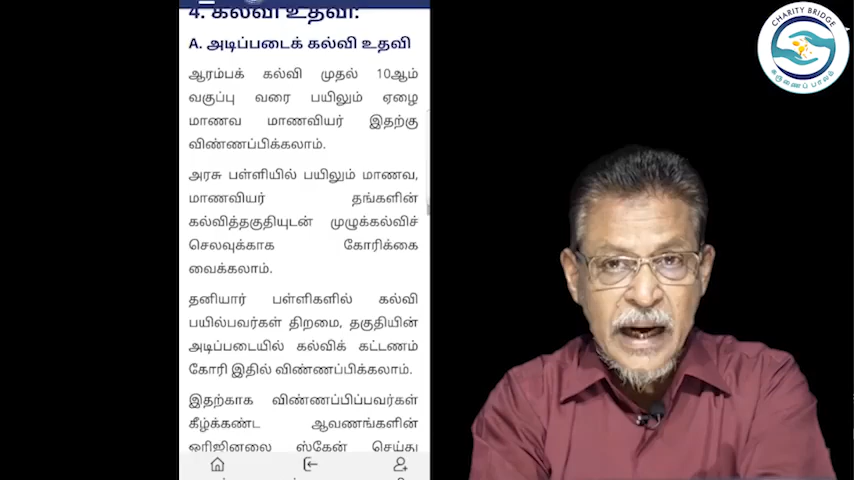 4. கல்வி உதவி:
A. அடிப்படைக் கல்வி உதவி
ஆரம்பக் கல்வி முதல் 10ஆம்
வகுப்பு வரை பயிலும் ஏழை
மாணவ மாணவியர் இதற்கு
விண்ணப்பிக்கலாம்.
அரசு பள்ளியில் பயிலும் மாணவ,
மாணவியர் தங்களின்
கல்வித்தகுதியுடன் முழுக்கல்விச்
செலவுக்காக கோரிக்கை
வைக்கலாம்.
தனியார் பள்ளிகளில் கல்வி
பயில்பவர்கள் திறமை, தகுதியின்
அடிப்படையில் கல்விக் கட்டணம்
கோரி இதில் விண்ணப்பிக்கலாம்.
இதற்காக விண்ணப்பிப்பவர்கள்
கீழ்க்கண்ட ஆவணங்களின்
ஒரிஜினலை ஸ்கேன் செய்து
CHARITY BRIDGE
கருணைப் பாலம்